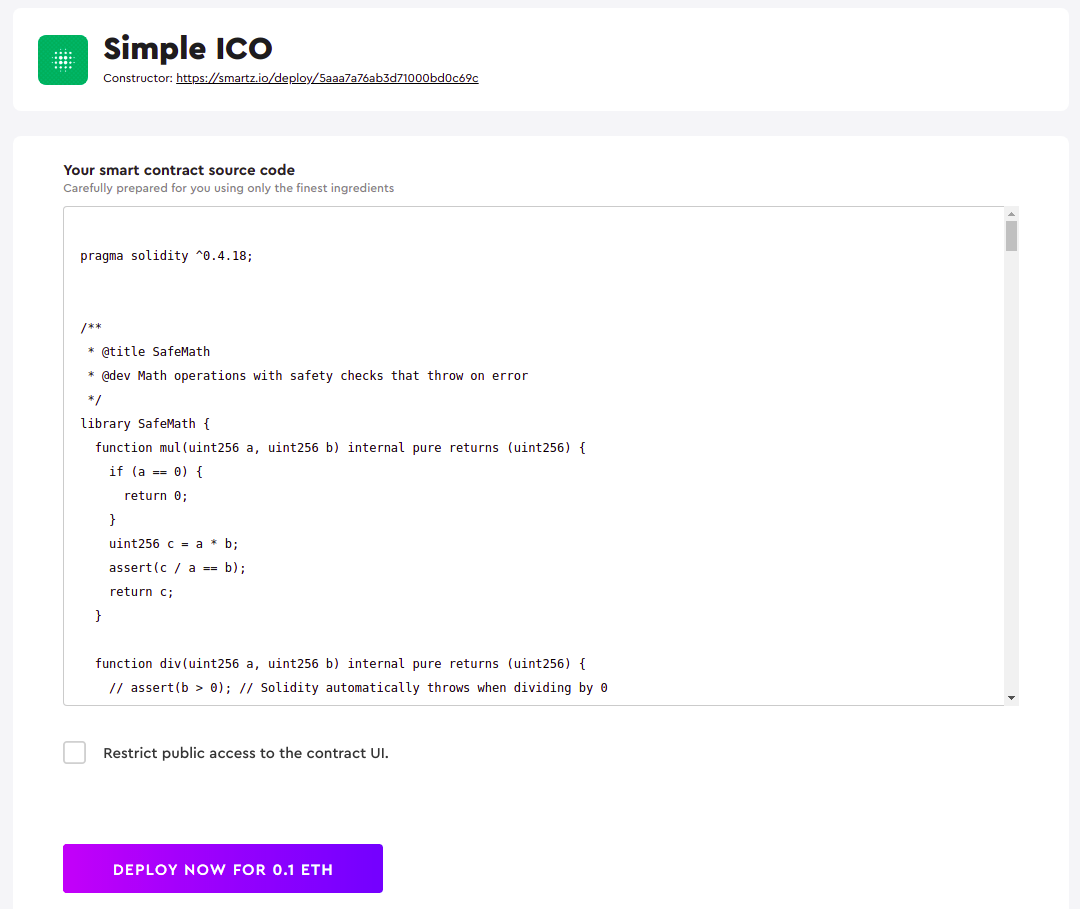 Simple ICO
Constructor: https://smartz.io/deploy/5aaa7a76ab3d71000bd0c69c
Your smart contract source code
Carefully prepared for you using only the finest ingredients
pragma solidity ^0.4.18;
/**
 * @title SafeMath
 * @dev Math operations with safety checks that throw on error
 */
library SafeMath {
  function mul(uint256 a, uint256 b) internal pure returns (uint256) {
    if (a == 0) {
      return 0;
    }
    uint256 c = a * b;
    assert(c / a == b);
    return c;
  }
  function div(uint256 a, uint256 b) internal pure returns (uint256) {
    // assert(b > 0); // Solidity automatically throws when dividing by 0
Restrict public access to the contract UI.
DEPLOY NOW FOR 0.1 ETH